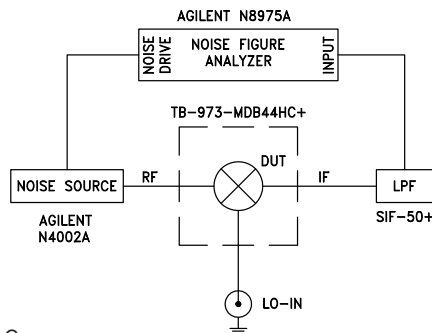 AGILENT N8975A
NOISE DRIVE
NOISE FIGURE
ANALYZER
INPUT
TB-973-MDB44HC+
DUT
NOISE SOURCE
RF
IF
LPF
AGILENT
N4002A
SIF-50+
LO-IN